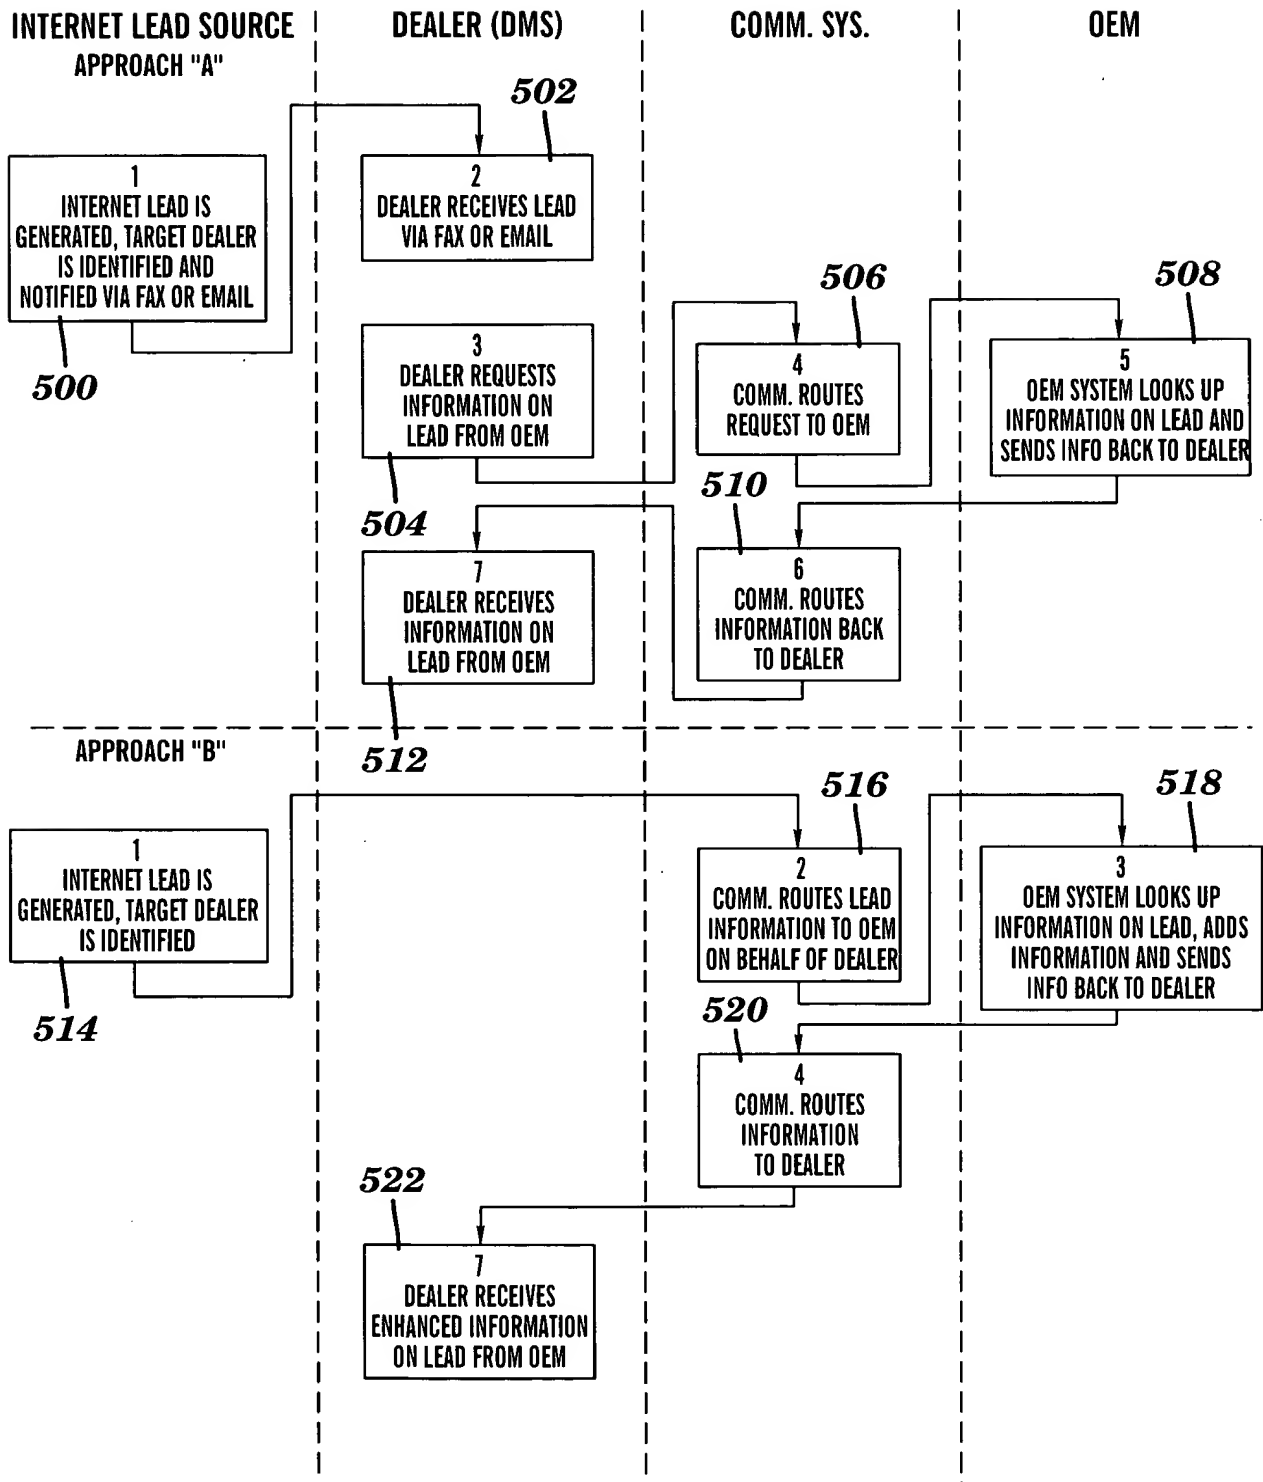 INTERNET LEAD SOURCE
DEALER (DMS)
COMM. SYS.
OEM
APPROACH "A"
502
1
INTERNET LEAD IS
GENERATED, TARGET DEALER
IS IDENTIFIED AND
NOTIFIED VIA FAX OR EMAIL
500
2
DEALER RECEIVES LEAD
VIA FAX OR EMAIL
506
508
3
DEALER REQUESTS
INFORMATION ON
LEAD FROM OEM
504
4
COMM. ROUTES
REQUEST TO OEM
5
OEM SYSTEM LOOKS UP
INFORMATION ON LEAD AND
SENDS INFO BACK TO DEALER
510
7
DEALER RECEIVES
INFORMATION ON
LEAD FROM OEM
512
6
COMM. ROUTES
INFORMATION BACK
TO DEALER
APPROACH "B"
516
518
1
INTERNET LEAD IS
GENERATED, TARGET DEALER
IS IDENTIFIED
514
2
COMM. ROUTES LEAD
INFORMATION TO OEM
ON BEHALF OF DEALER
3
OEM SYSTEM LOOKS UP
INFORMATION ON LEAD, ADDS
INFORMATION AND SENDS
INFO BACK TO DEALER
520
4
COMM. ROUTES
INFORMATION
TO DEALER
522
7
DEALER RECEIVES
ENHANCED INFORMATION
ON LEAD FROM OEM